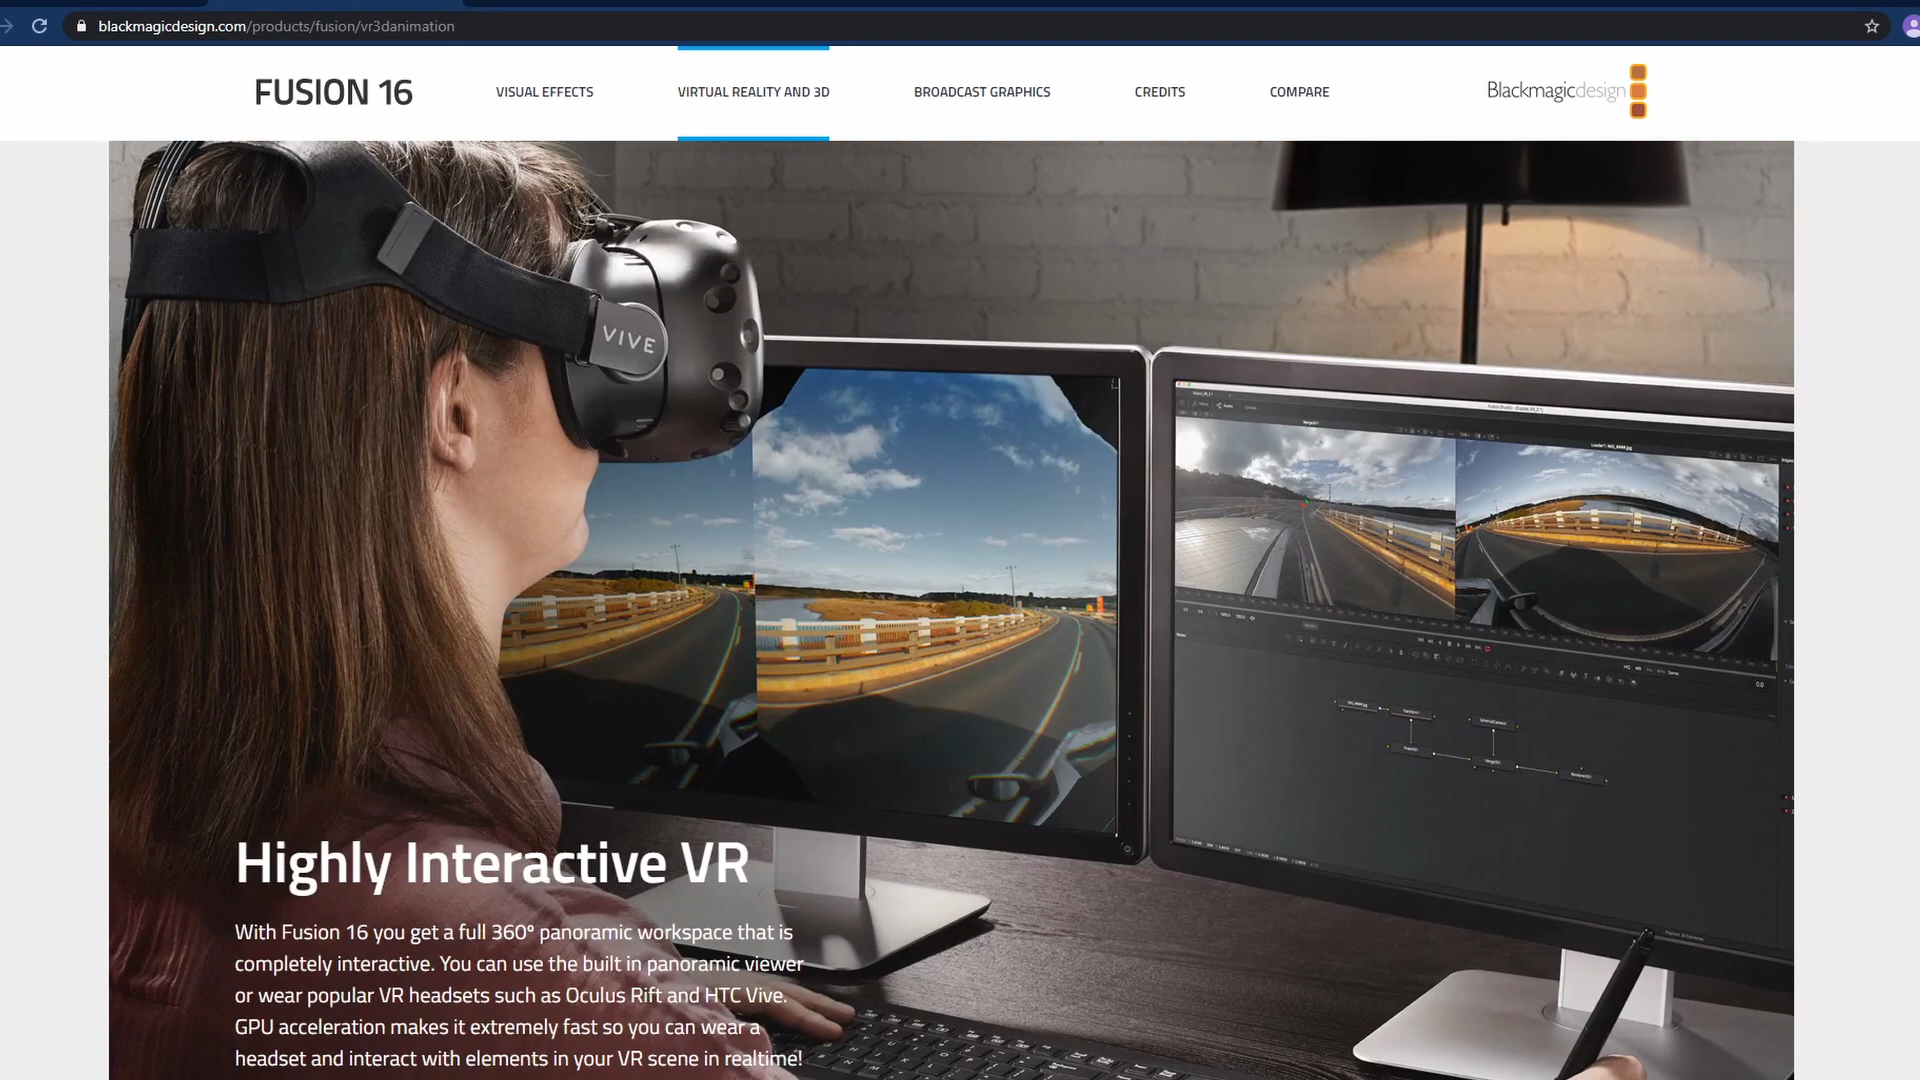 blackmagicdesign.com/products/fusion/vr3danimation
FUSION 16
VISUAL EFFECTS
VIRTUAL REALITY AND 3D
BROADCAST GRAPHICS
CREDITS
COMPARE
Blackmagicdesign
VIVE
Highly Interactive VR
With Fusion 16 you get a full 360º panoramic workspace that is
completely interactive. You can use the built in panoramic viewer
or wear popular VR headsets such as Oculus Rift and HTC Vive.
GPU acceleration makes it extremely fast so you can wear a
headset and interact with elements in your VR scene in realtime!